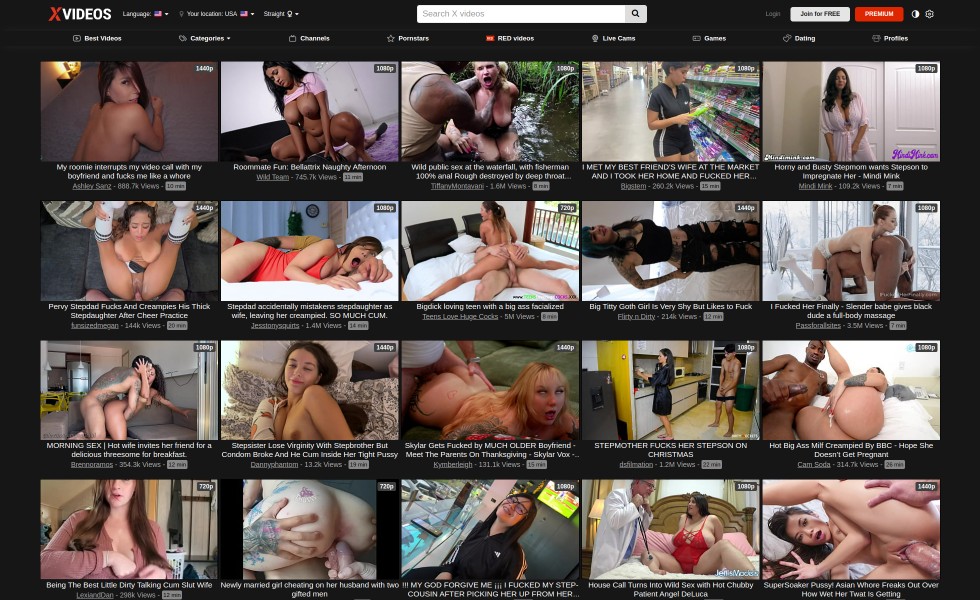 XVIDEOS
Language:
Your location: USA
Straight
Search X videos
Login
Join for FREE
PREMIUM
Best Videos
Categories
Channels
Pornstars
RED videos
Live Cams
Games
Dating
Profiles
1440p
1080p
1080p
1080p
Mindimink.com
MindiMink.com
My roomie interrupts my video call with my
boyfriend and fucks me like a whore
Ashley Sanz - 888.7k Views - 10 min
Roommate Fun: Bellattrix Naughty Afternoon
Wild Team - 745.7k Views - 11 min
Wild public sex at the waterfall, with fisherman
100% anal Rough destroyed by deep throat...
TiffanyMontavani - 1.6M Views - 8 min
I MET MY BEST FRIEND'S WIFE AT THE MARKET
AND I TOOK HER HOME AND FUCKED HER...
Bigstem - 260.2k Views - 15 min
Horny and Busty Stepmom wants Stepson to
Impregnate Her - Mindi Mink
Mindi Mink - 109.2k Views - 7 min
1440p
1080p
720p
1440p
1080p
Pervy Stepdad Fucks And Creampies His Thick
Stepdaughter After Cheer Practice
funsizedmegan - 144k Views - 20 min
Stepdad accidentally mistakens stepdaughter as
wife, leaving her creampied. SO MUCH CUM.
Jesstonysquirts - 1.4M Views - 14 min
Bigdick loving teen with a big ass facialized
Teens Love Huge Cocks - 5M Views - 8 min
Big Titty Goth Girl Is Very Shy But Likes to Fuck
Flirty n Dirty - 214k Views - 12 min
I Fucked Her Finally - Slender babe gives black
dude a full-body massage
Passforallsites - 3.5M Views - 7 min
1080p
1440p
1440p
1080p
1080p
MORNING SEX | Hot wife invites her friend for a
delicious threesome for breakfast.
Brennoramos - 354.3k Views - 12 min
Stepsister Lose Virginity With Stepbrother But
Condom Broke And He Cum Inside Her Tight Pussy
Dannyphantom - 13.2k Views - 19 min
Skylar Gets Fucked by MUCH OLDER Boyfriend -
Meet The Parents On Thanksgiving - Skylar Vox -..
Kymberleigh - 131.1k Views - 15 min
STEPMOTHER FUCKS HER STEPSON ON
CHRISTMAS
dsfilmation - 1.2M Views - 22 min
Hot Big Ass Milf Creampied By BBC - Hope She
Doesn't Get Pregnant
Cam Soda - 314.7k Views - 26 min
720p
720p
1080p
1080p
1440p
Being The Best Little Dirty Talking Cum Slut Wife
LexiandDan - 298k Views - 12 min
Newly married girl cheating on her husband with two
gifted men
!!! MY GOD FORGIVE ME ¡¡¡ I FUCKED MY STEP-
COUSIN AFTER PICKING HER UP FROM HER...
House Call Turns Into Wild Sex with Hot Chubby
Patient Angel DeLuca
SuperSoaker Pussy! Asian Whore Freaks Out Over
How Wet Her Twat Is Getting